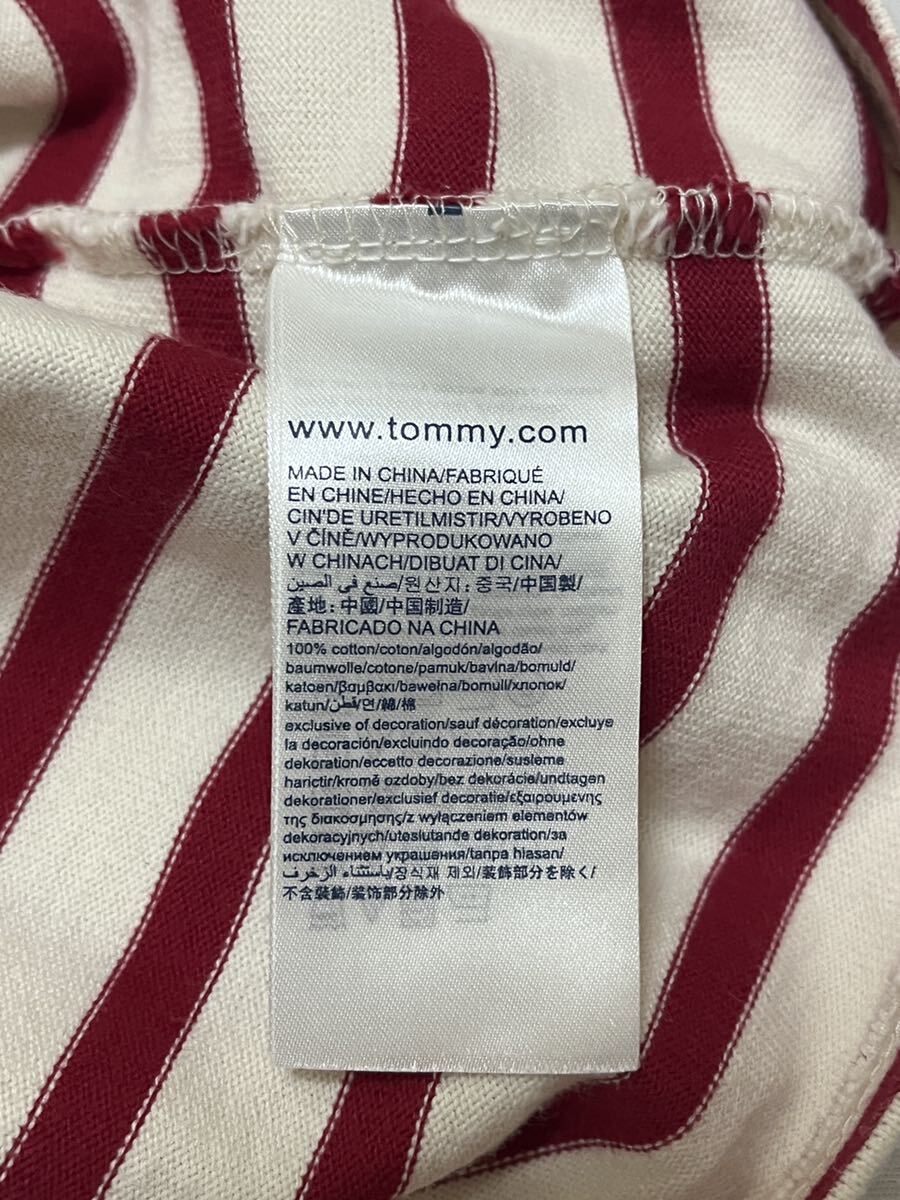 www.tommy.com
MADE IN CHINA/FABRIQUÉ
EN CHINE/HECHO EN CHINA/
CIN'DE URETILMISTIR/VYROBENO
V ČÍNĚ/WYPRODUKOWANO
W CHINACH/DIBUAT DI CINA/
صنع في الصين/원산지: 중국/中国製/
產地: 中國/中国制造/
FABRICADO NA CHINA
100% cotton/coton/algodón/algodão/
baumwolle/cotone/pamuk/bavlna/bomuld/
katoen/βαμβακι/bawełna/bomull/хлопок/
katun/قطن/면/綿/棉
exclusive of decoration/sauf décoration/excluye
la decoración/excluindo decoração/ohne
dekoration/eccetto decorazione/susleme
harictir/kromě ozdoby/bez dekorácie/undtagen
dekorationer/exclusief decoratie/εξαιρουμενης
της διακοσμησης/z wyłączeniem elementów
dekoracyjnych/uteslutande dekoration/за
исключением украшения/tanpa hiasan/
باستثناء الزخرف/장식재 제외/装飾部分を除く/
不含裝飾/装饰部分除外